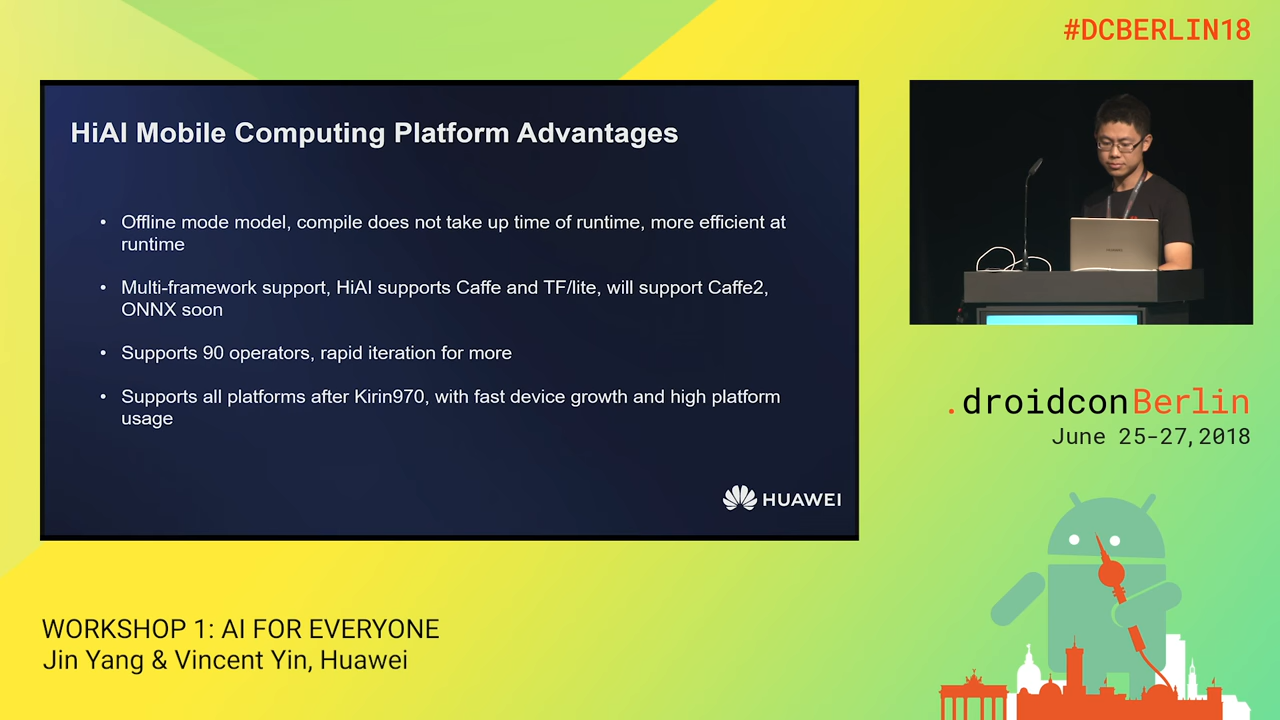 #DCBERLIN18
HiAI Mobile Computing Platform Advantages
• Offline mode model, compile does not take up time of runtime, more efficient at
runtime
• Multi-framework support, HiAI supports Caffe and TF/lite, will support Caffe2,
ONNX soon
• Supports 90 operators, rapid iteration for more
• Supports all platforms after Kirin970, with fast device growth and high platform
usage
HUAWEI
.droidconBerlin
June 25-27,2018
WORKSHOP 1: AI FOR EVERYONE
Jin Yang & Vincent Yin, Huawei